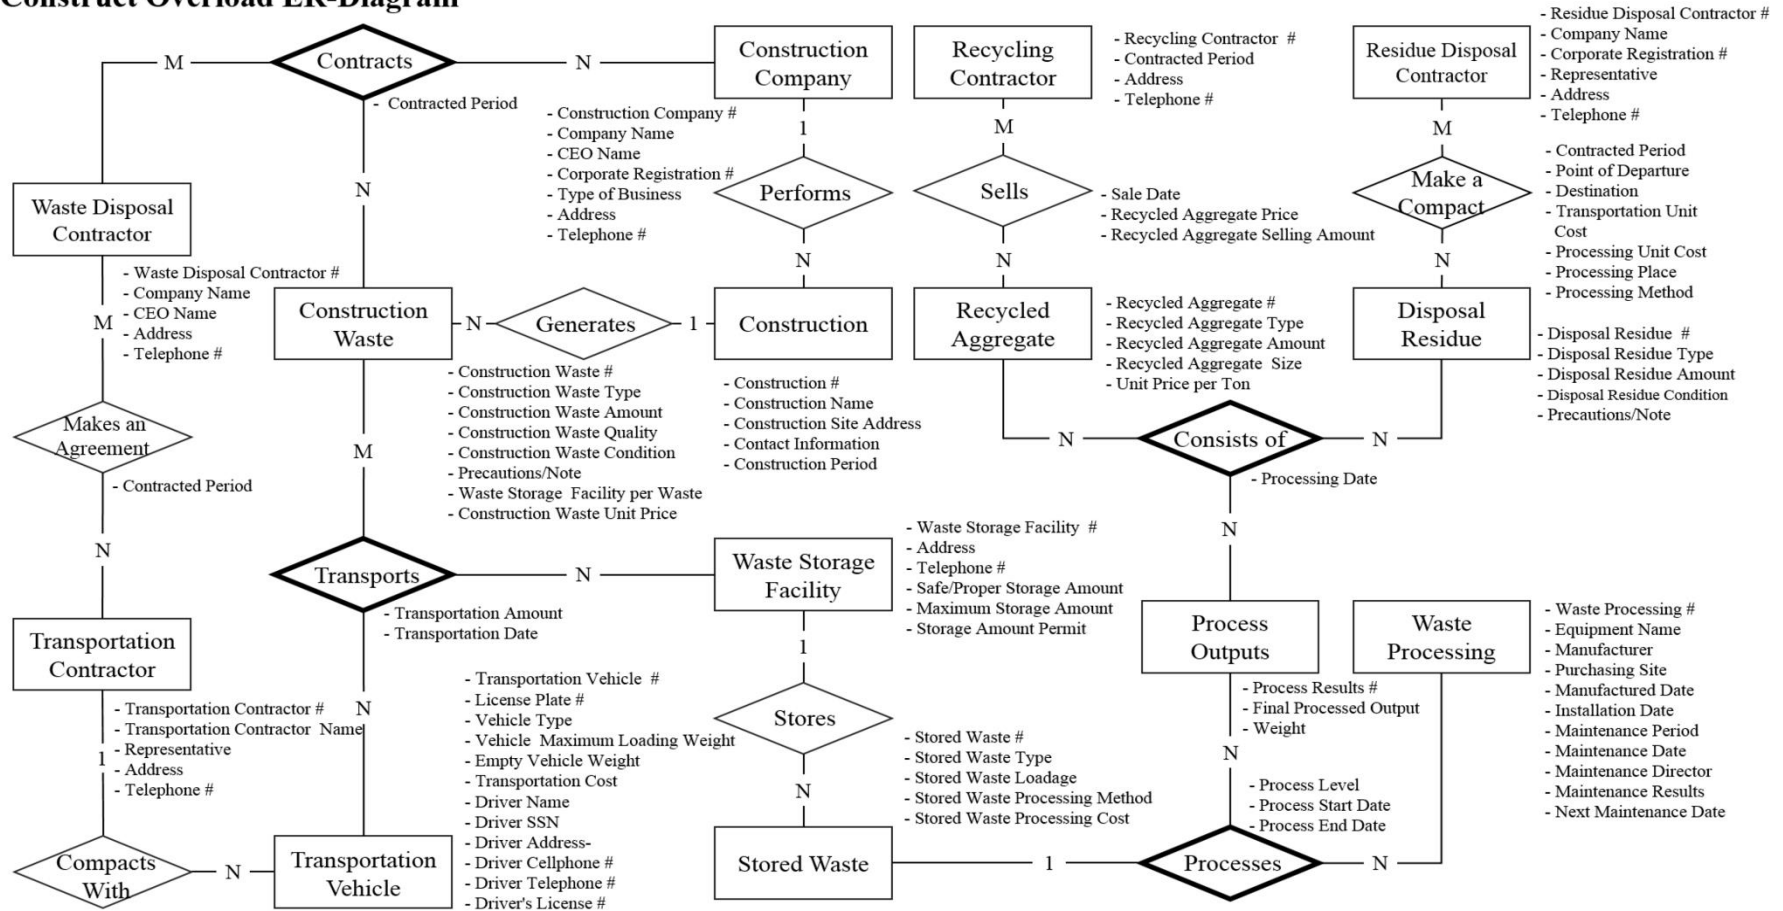 Construct Overload ER-Diagram
M
Contracts
N
- Contracted Period
Construction
Company
- Construction Company #
- Company Name
- CEO Name
- Corporate Registration #
- Type of Business
- Address
- Telephone #
1
Performs
N
Recycling
Contractor
- Recycling Contractor #
- Contracted Period
- Address
- Telephone #
M
Sells
- Sale Date
- Recycled Aggregate Price
- Recycled Aggregate Selling Amount
N
Residue Disposal
Contractor
- Residue Disposal Contractor #
- Company Name
- Corporate Registration #
- Representative
- Address
- Telephone #
M
Make a
Compact
- Contracted Period
- Point of Departure
- Destination
- Transportation Unit
Cost
- Processing Unit Cost
- Processing Place
- Processing Method
N
Waste Disposal
Contractor
- Waste Disposal Contractor #
- Company Name
- CEO Name
- Address
- Telephone #
M
N
Construction
Waste
N
Generates
1
Construction
- Construction Waste #
- Construction Waste Type
- Construction Waste Amount
- Construction Waste Quality
- Construction Waste Condition
- Precautions/Note
- Waste Storage Facility per Waste
- Construction Waste Unit Price
- Construction #
- Construction Name
- Construction Site Address
- Contact Information
- Construction Period
Recycled
Aggregate
- Recycled Aggregate #
- Recycled Aggregate Type
- Recycled Aggregate Amount
- Recycled Aggregate Size
- Unit Price per Ton
Disposal
Residue
- Disposal Residue #
- Disposal Residue Type
- Disposal Residue Amount
- Disposal Residue Condition
- Precautions/Note
N
Consists of
N
- Processing Date
N
Makes an
Agreement
- Contracted Period
N
M
Transports
N
- Transportation Amount
- Transportation Date
Waste Storage
Facility
- Waste Storage Facility #
- Address
- Telephone #
- Safe/Proper Storage Amount
- Maximum Storage Amount
- Storage Amount Permit
Process
Outputs
- Process Results #
- Final Processed Output
- Weight
Waste
Processing
- Waste Processing #
- Equipment Name
- Manufacturer
- Purchasing Site
- Manufactured Date
- Installation Date
- Maintenance Period
- Maintenance Date
- Maintenance Director
- Maintenance Results
- Next Maintenance Date
Transportation
Contractor
- Transportation Contractor #
- Transportation Contractor Name
- Representative
- Address
- Telephone #
1
N
- Transportation Vehicle #
- License Plate #
- Vehicle Type
- Vehicle Maximum Loading Weight
- Empty Vehicle Weight
- Transportation Cost
- Driver Name
- Driver SSN
- Driver Address-
- Driver Cellphone #
- Driver Telephone #
- Driver's License #
1
Stores
N
- Stored Waste #
- Stored Waste Type
- Stored Waste Loadage
- Stored Waste Processing Method
- Stored Waste Processing Cost
N
- Process Level
- Process Start Date
- Process End Date
Compacts
With
N
Transportation
Vehicle
Stored Waste
1
Processes
N